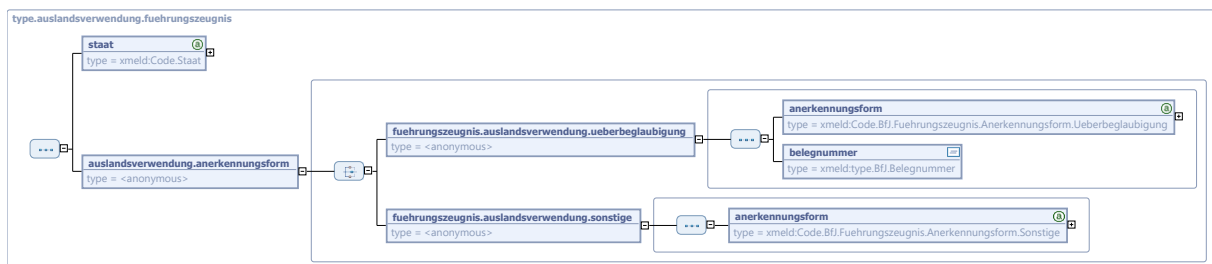 type.auslandsverwendung.fuehrungszeugnis
staat
type = xmeld:Code.Staat
auslandsverwendung.anerkennungsform
type = <anonymous>
fuehrungszeugnis.auslandsverwendung.ueberbeglaubigung
type = <anonymous>
anerkennungsform
type = xmeld:Code.BfJ.Fuehrungszeugnis.Anerkennungsform.Ueberbeglaubigung
belegnummer
type = xmeld:type.BfJ.Belegnummer
fuehrungszeugnis.auslandsverwendung.sonstige
type = <anonymous>
anerkennungsform
type = xmeld:Code.BfJ.Fuehrungszeugnis.Anerkennungsform.Sonstige